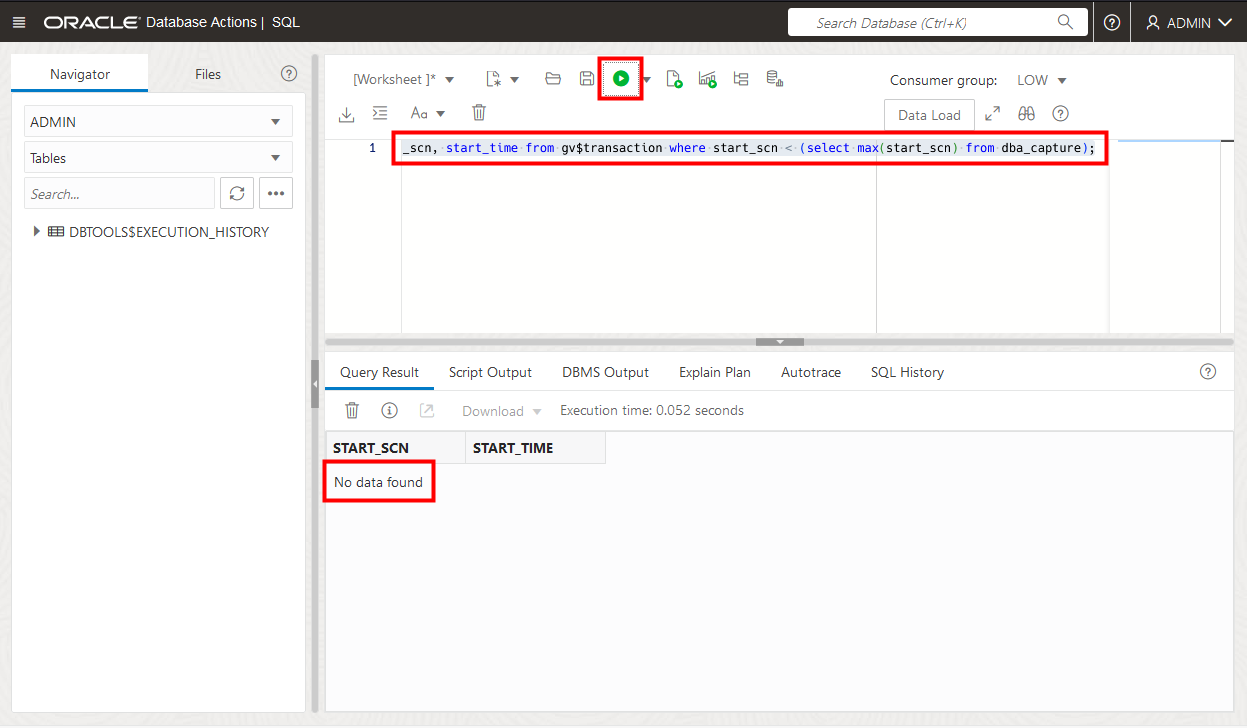 ORACLE Database Actions | SQL
Search Database (Ctrl+K)
ADMIN
Navigator
Files
ADMIN
Tables
Search...
DBTOOLS$EXECUTION_HISTORY
[Worksheet ]*
Consumer group: LOW
Aa
Data Load
1 _scn, start_time from gv$transaction where start_scn < (select max(start_scn) from dba_capture);
Query Result
Script Output
DBMS Output
Explain Plan
Autotrace
SQL History
Download
Execution time: 0.052 seconds
START_SCN
START_TIME
No data found